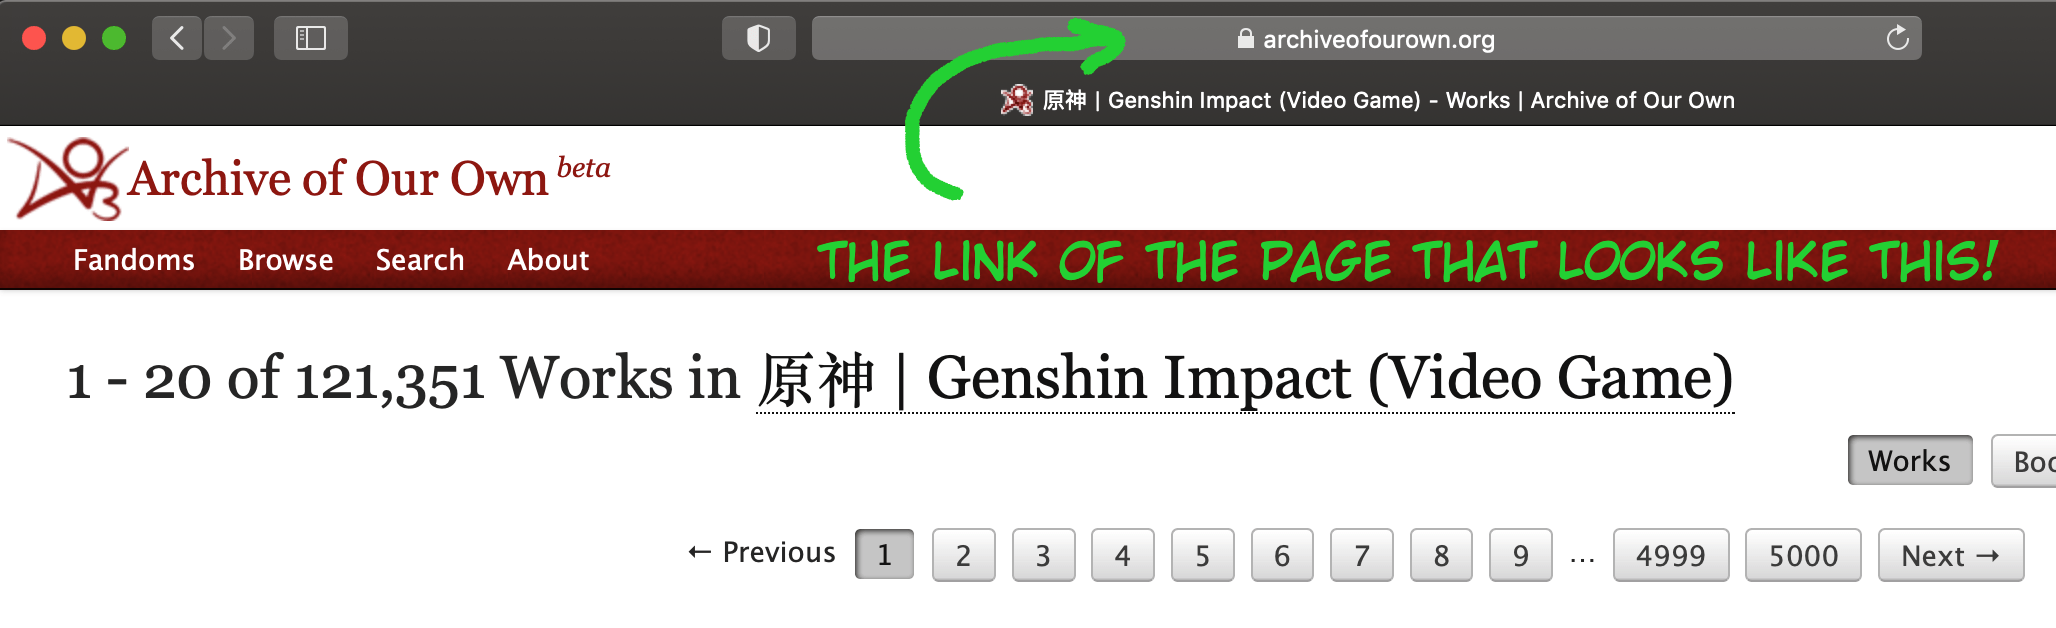 archiveofourown.org
原神 | Genshin Impact (Video Game) - Works | Archive of Our Own
Archive of Our Own beta
Fandoms Browse Search About
THE LINK OF THE PAGE THAT LOOKS LIKE THIS!
1 - 20 of 121,351 Works in 原神 | Genshin Impact (Video Game)
Works Boo
← Previous 1 2 3 4 5 6 7 8 9 … 4999 5000 Next →